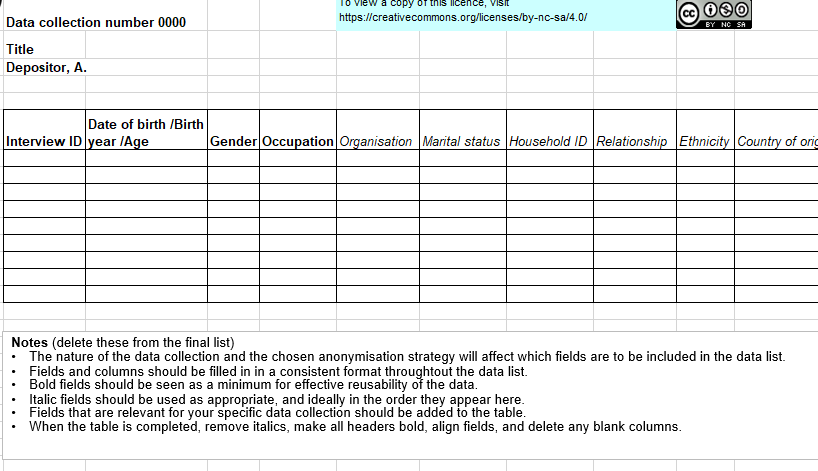 To view a copy of this licence, visit
Data collection number 0000
https://creativecommons.org/licenses/by-nc-sa/4.0/
cc
BY NC SA
Title
Depositor, A.
Interview ID
Date of birth /Birth
year /Age
Gender
Occupation
Organisation
Marital status
Household ID
Relationship
Ethnicity
Country of orig
Notes (delete these from the final list)
• The nature of the data collection and the chosen anonymisation strategy will affect which fields are to be included in the data list.
• Fields and columns should be filled in in a consistent format throughtout the data list.
• Bold fields should be seen as a minimum for effective reusability of the data.
• Italic fields should be used as appropriate, and ideally in the order they appear here.
• Fields that are relevant for your specific data collection should be added to the table.
• When the table is completed, remove italics, make all headers bold, align fields, and delete any blank columns.